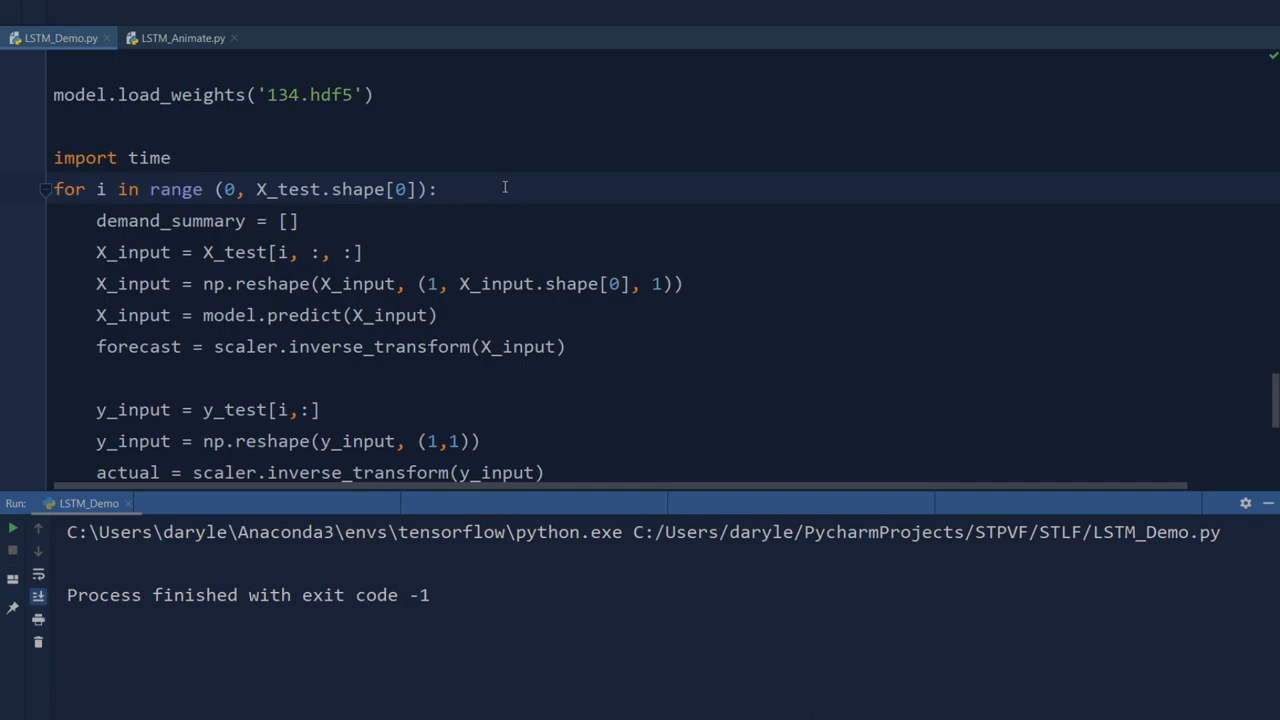 LSTM_Demo.py
LSTM_Animate.py
model.load_weights('134.hdf5')
import time
for i in range (0, X_test.shape[0]):
demand_summary = []
X_input = X_test[i, :, :]
X_input = np.reshape(X_input, (1, X_input.shape[0], 1))
X_input = model.predict(X_input)
forecast = scaler.inverse_transform(X_input)
y_input = y_test[i,:]
y_input = np.reshape(y_input, (1,1))
actual = scaler.inverse_transform(y_input)
Run: LSTM_Demo
C:\Users\daryle\Anaconda3\envs\tensorflow\python.exe C:/Users/daryle/PycharmProjects/STPVF/STLF/LSTM_Demo.py
Process finished with exit code -1